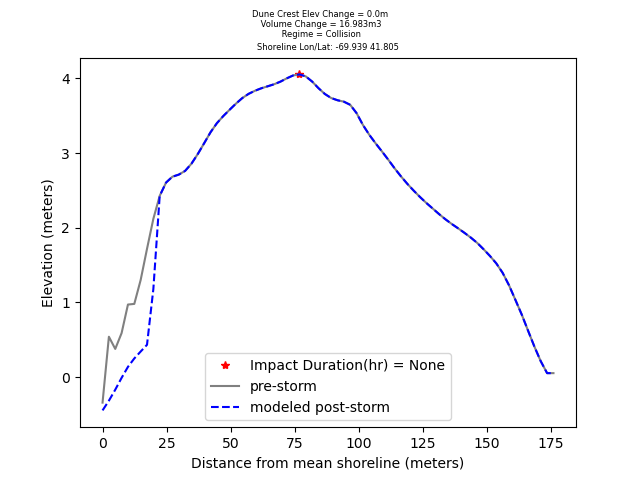 Dune Crest Elev Change = 0.0m
Volume Change = 16.983m3
Regime = Collision
Shoreline Lon/Lat: -69.939 41.805
4
3
2
1
0
Elevation (meters)
Impact Duration(hr) = None
pre-storm
modeled post-storm
0 25 50 75 100 125 150 175
Distance from mean shoreline (meters)